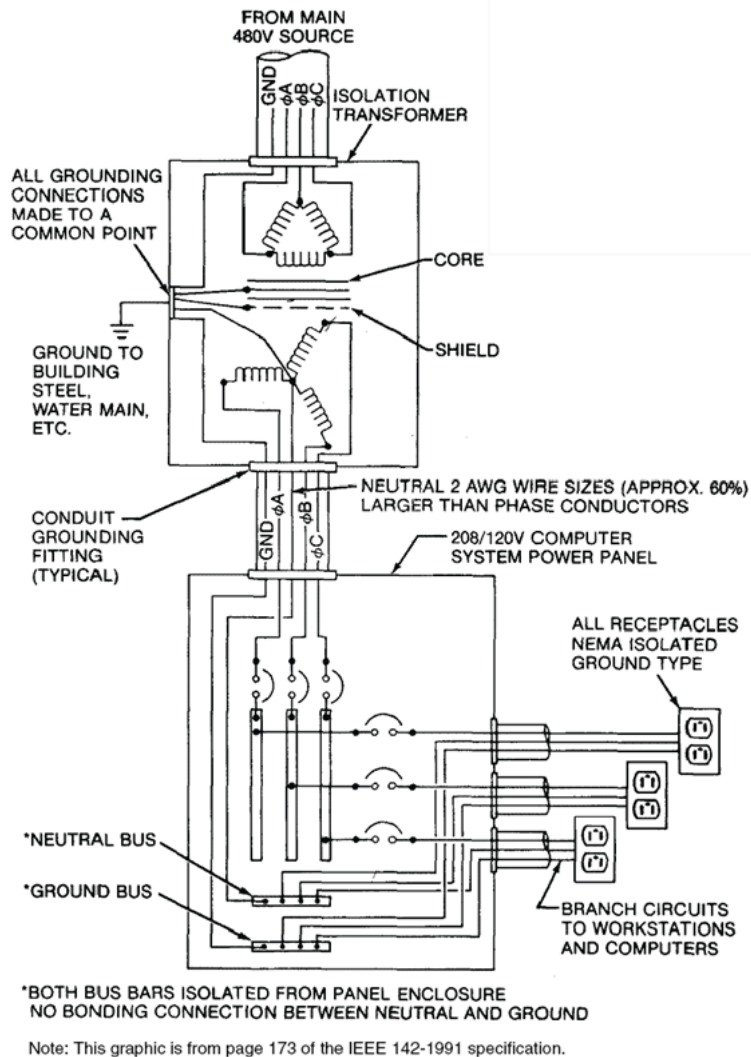 FROM MAIN
480V SOURCE
GND
φA
φB
φC
ISOLATION
TRANSFORMER
ALL GROUNDING
CONNECTIONS
MADE TO A
COMMON POINT
CORE
SHIELD
GROUND TO
BUILDING
STEEL,
WATER MAIN,
ETC.
NEUTRAL 2 AWG WIRE SIZES (APPROX. 60%)
LARGER THAN PHASE CONDUCTORS
CONDUIT
GROUNDING
FITTING
(TYPICAL)
GND
φA
φB
φC
208/120V COMPUTER
SYSTEM POWER PANEL
ALL RECEPTACLES
NEMA ISOLATED
GROUND TYPE
*NEUTRAL BUS
*GROUND BUS
BRANCH CIRCUITS
TO WORKSTATIONS
AND COMPUTERS
*BOTH BUS BARS ISOLATED FROM PANEL ENCLOSURE
NO BONDING CONNECTION BETWEEN NEUTRAL AND GROUND
Note: This graphic is from page 173 of the IEEE 142-1991 specification.